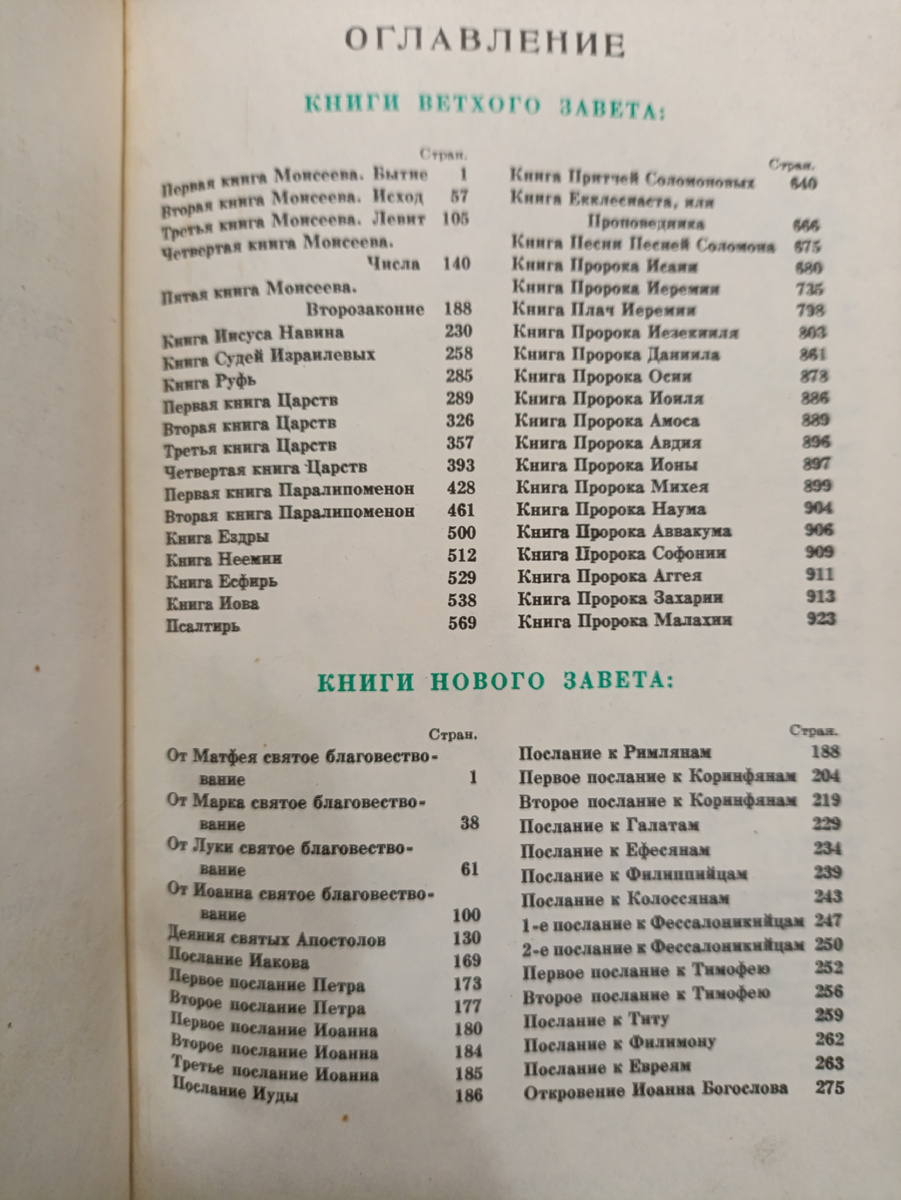 ОГЛАВЛЕНИЕ
КНИГИ ВЕТХОГО ЗАВЕТА:
Стран.
Первая книга Моисеева. Бытие 1
Вторая книга Моисеева. Исход 57
Третья книга Моисеева. Левит 105
Четвертая книга Моисеева.
Числа 140
Пятая книга Моисеева.
Второзаконие 188
Книга Иисуса Навина 230
Книга Судей Израилевых 258
Книга Руфь 285
Первая книга Царств 289
Вторая книга Царств 326
Третья книга Царств 357
Четвертая книга Царств 393
Первая книга Паралипоменон 428
Вторая книга Паралипоменон 461
Книга Ездры 500
Книга Неемии 512
Книга Есфирь 529
Книга Иова 538
Псалтирь 569
Стран.
Книга Притчей Соломоновых 640
Книга Екклесиаста, или
Проповедника 666
Книга Песни Песней Соломона 675
Книга Пророка Исаии 680
Книга Пророка Иеремии 735
Книга Плач Иеремии 798
Книга Пророка Иезекииля 803
Книга Пророка Даниила 861
Книга Пророка Осии 878
Книга Пророка Иоиля 886
Книга Пророка Амоса 889
Книга Пророка Авдия 896
Книга Пророка Ионы 897
Книга Пророка Михея 899
Книга Пророка Наума 904
Книга Пророка Аввакума 906
Книга Пророка Софонии 909
Книга Пророка Аггея 911
Книга Пророка Захарии 913
Книга Пророка Малахии 923
КНИГИ НОВОГО ЗАВЕТА:
Стран.
От Матфея святое благовество-
вание 1
От Марка святое благовество-
вание 38
От Луки святое благовество-
вание 61
От Иоанна святое благовество-
вание 100
Деяния святых Апостолов 130
Послание Иакова 169
Первое послание Петра 173
Второе послание Петра 177
Первое послание Иоанна 180
Второе послание Иоанна 184
Третье послание Иоанна 185
Послание Иуды 186
Стран.
Послание к Римлянам 188
Первое послание к Коринфянам 204
Второе послание к Коринфянам 219
Послание к Галатам 229
Послание к Ефесянам 234
Послание к Филиппийцам 239
Послание к Колоссянам 243
1-е послание к Фессалоникийцам 247
2-е послание к Фессалоникийцам 250
Первое послание к Тимофею 252
Второе послание к Тимофею 256
Послание к Титу 259
Послание к Филимону 262
Послание к Евреям 263
Откровение Иоанна Богослова 275